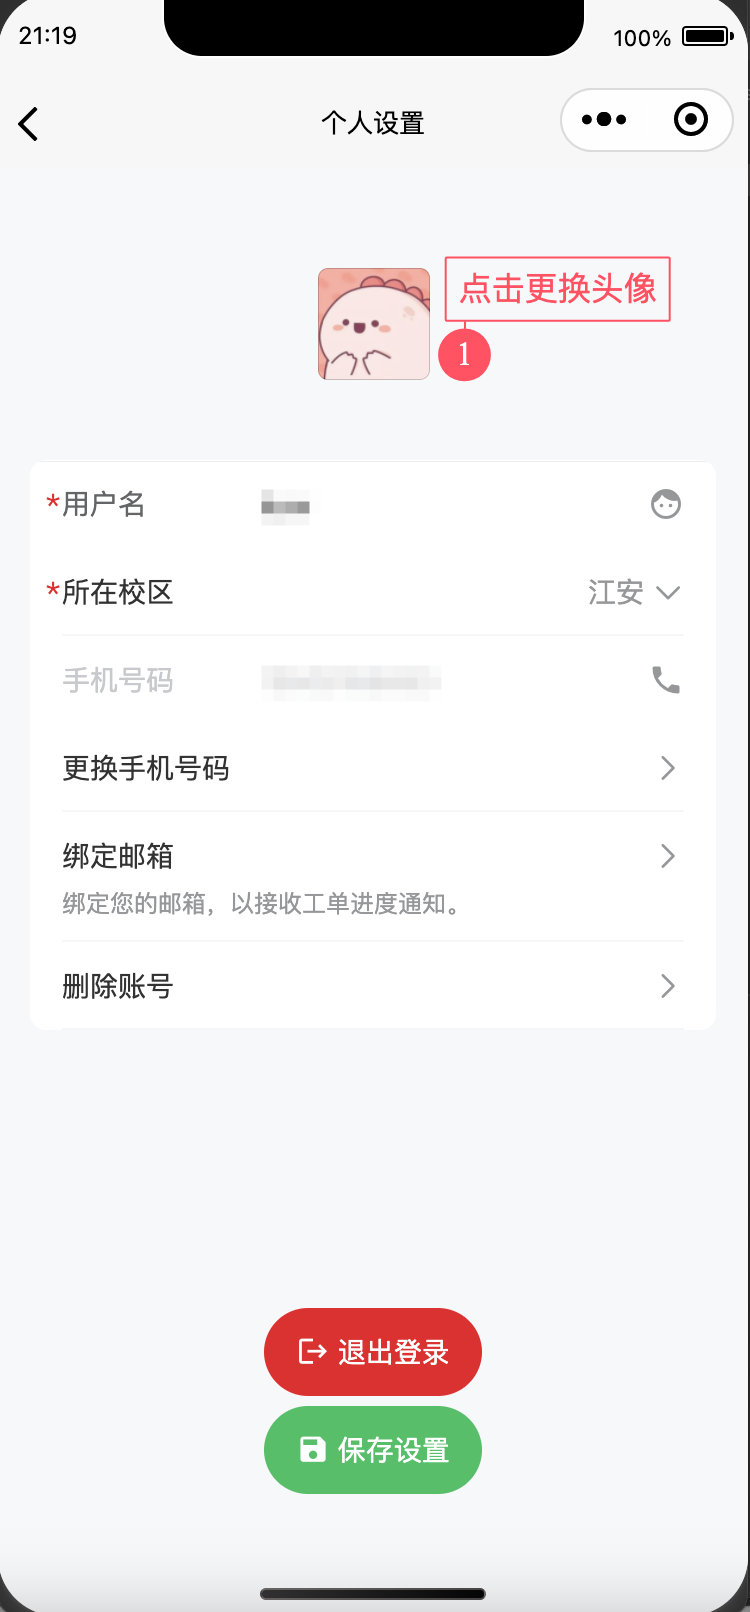 21:19
100%
个人设置
点击更换头像
1
*用户名
*所在校区 江安
手机号码
更换手机号码
绑定邮箱
绑定您的邮箱，以接收工单进度通知。
删除账号
退出登录
保存设置